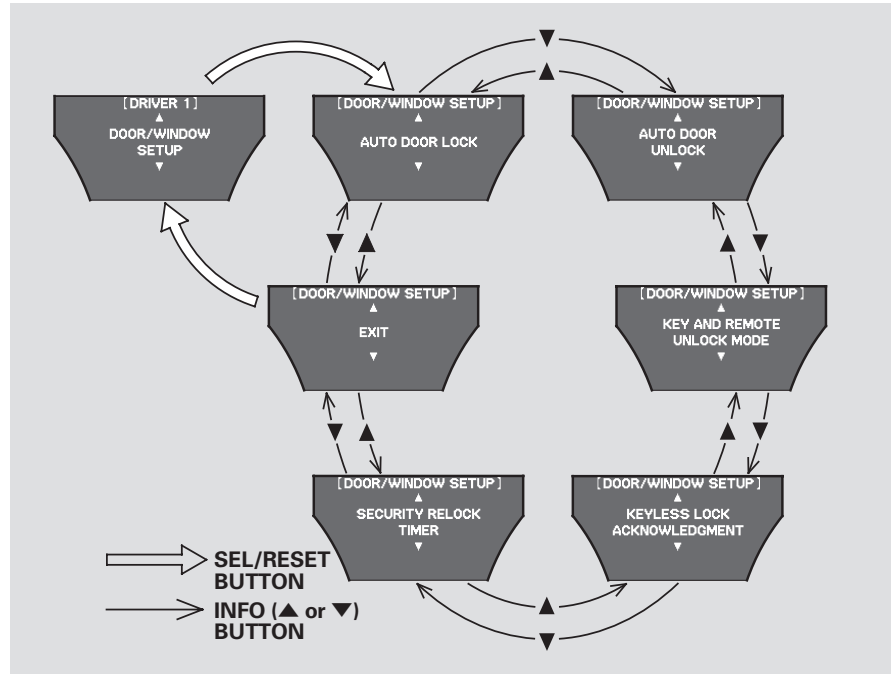 [DRIVER 1]
▲
DOOR/WINDOW
SETUP
▼
[DOOR/WINDOW SETUP]
▲
AUTO DOOR LOCK
▼
[DOOR/WINDOW SETUP]
▲
AUTO DOOR
UNLOCK
▼
[DOOR/WINDOW SETUP]
▲
EXIT
▼
[DOOR/WINDOW SETUP]
▲
KEY AND REMOTE
UNLOCK MODE
▼
[DOOR/WINDOW SETUP]
▲
SECURITY RELOCK
TIMER
▼
[DOOR/WINDOW SETUP]
▲
KEYLESS LOCK
ACKNOWLEDGMENT
▼
SEL/RESET
BUTTON
INFO (▲ or ▼)
BUTTON